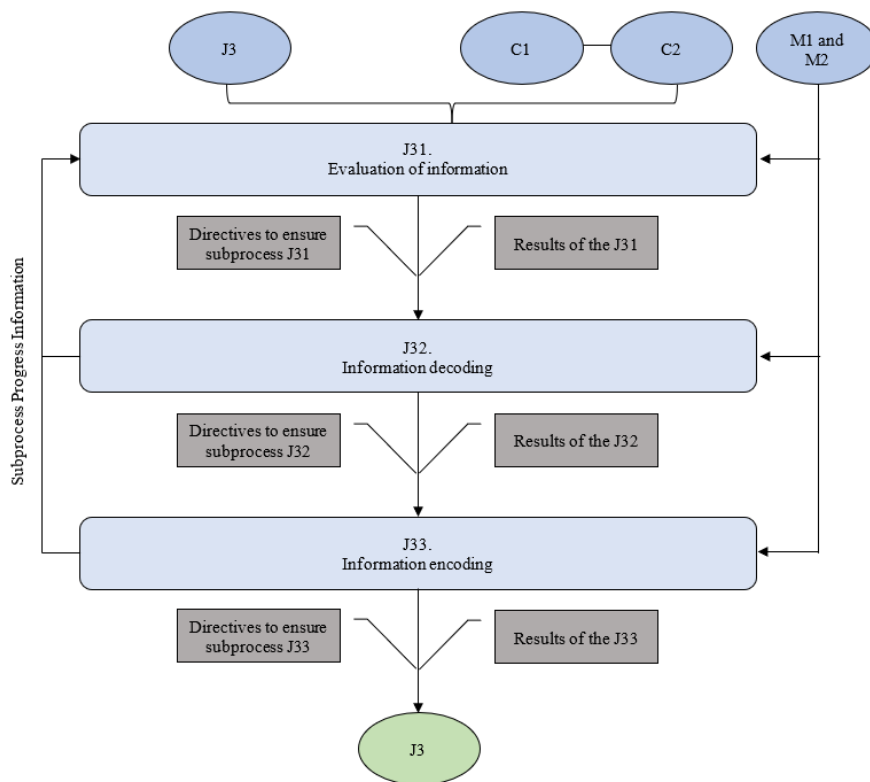 J3
C1
C2
M1 and
M2
J31.
Evaluation of information
Directives to ensure
subprocess J31
Results of the J31
Subprocess Progress Information
J32.
Information decoding
Directives to ensure
subprocess J32
Results of the J32
J33.
Information encoding
Directives to ensure
subprocess J33
Results of the J33
J3